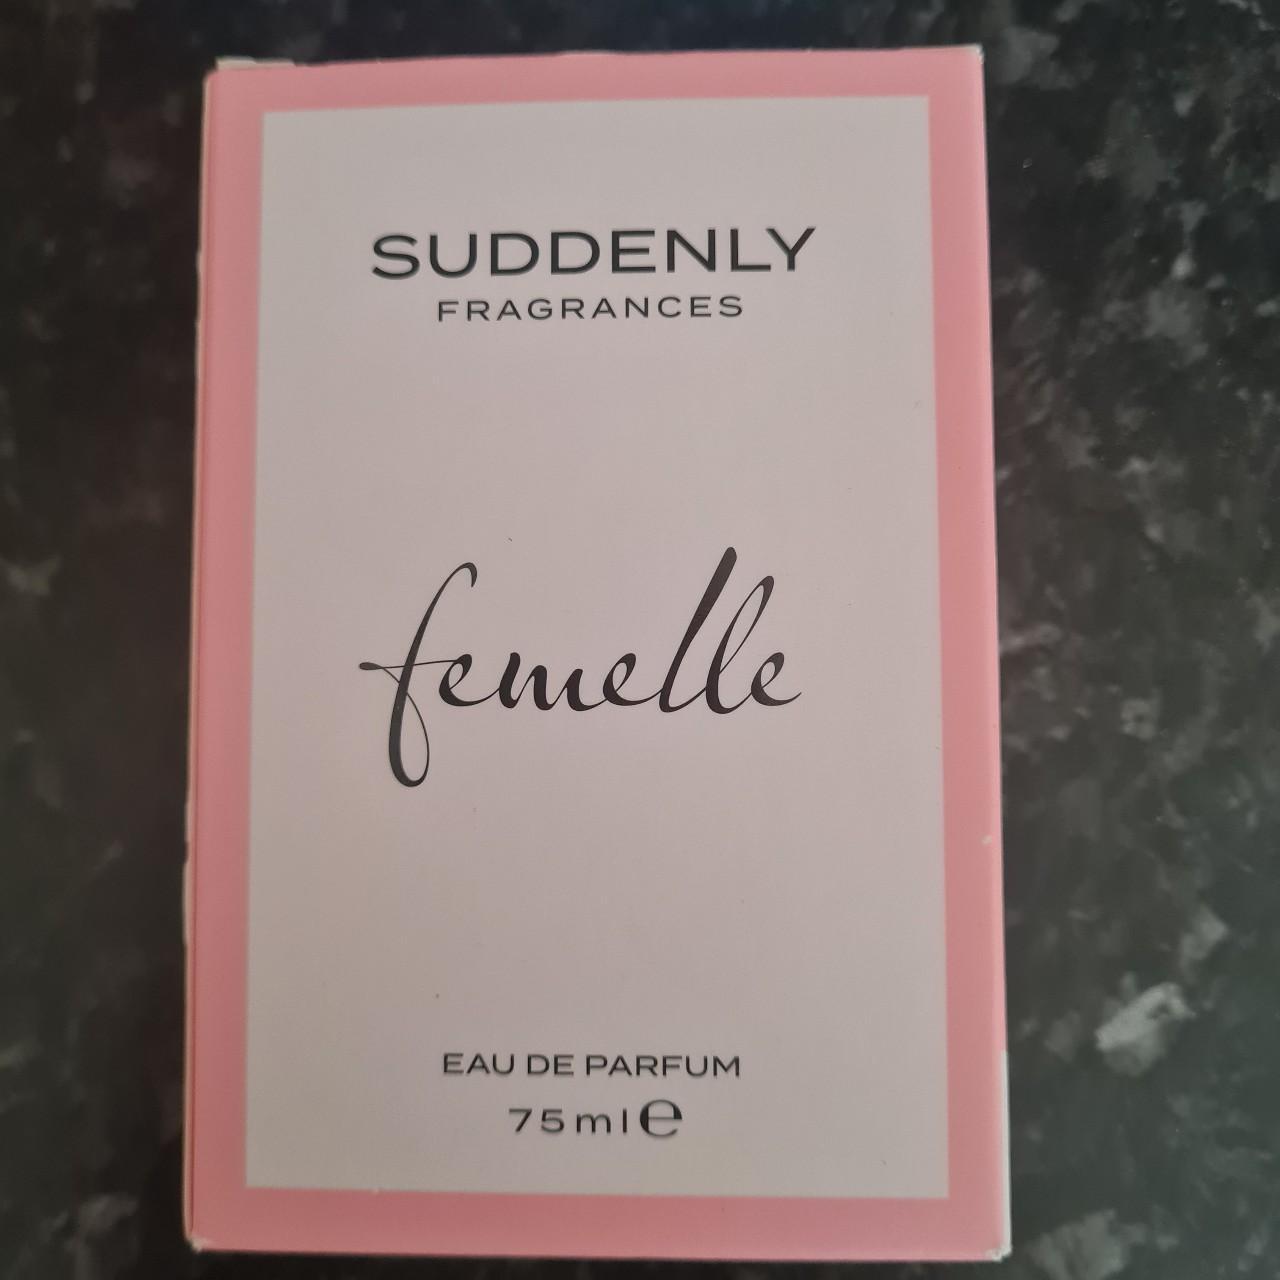 SUDDENLY
FRAGRANCES
femelle
EAU DE PARFUM
75ml℮